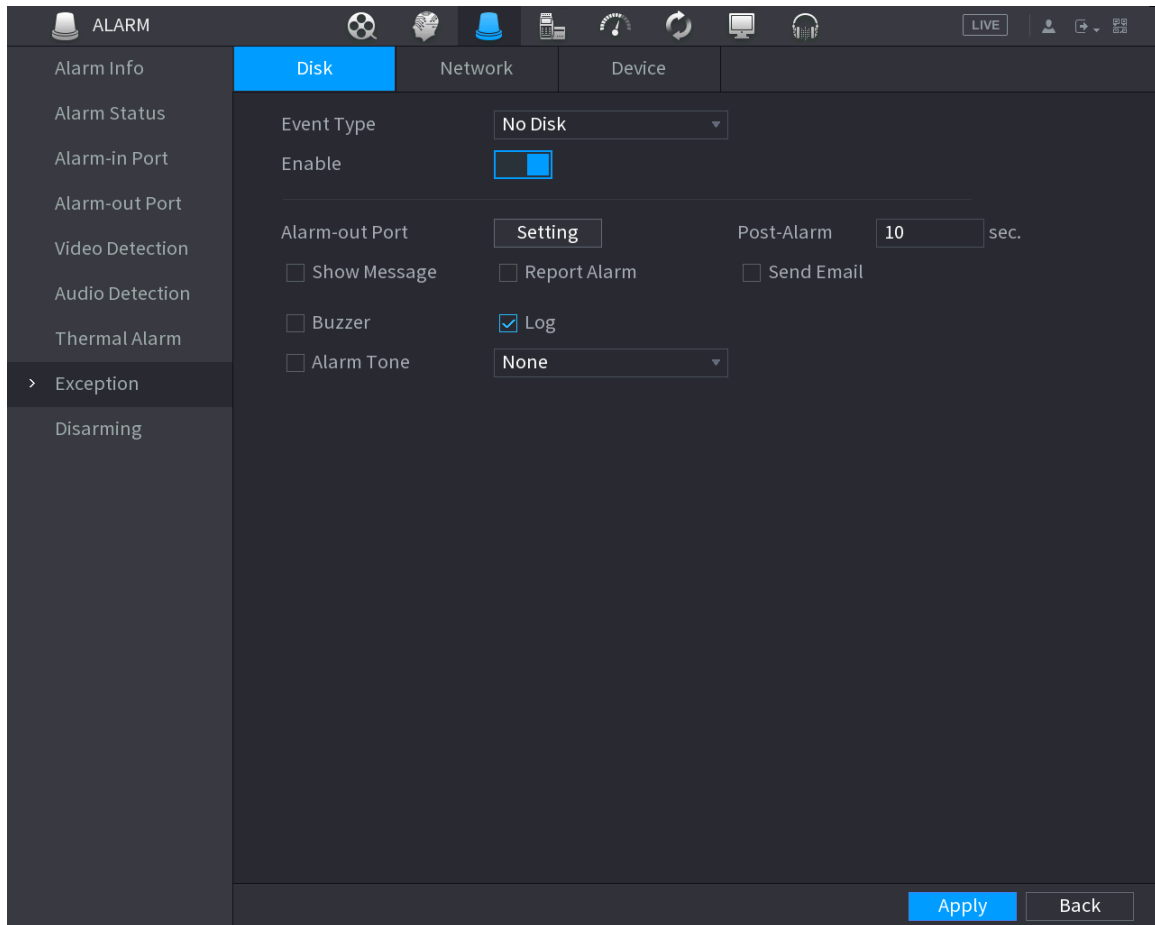 ALARM
LIVE
Alarm Info
Alarm Status
Alarm-in Port
Alarm-out Port
Video Detection
Audio Detection
Thermal Alarm
> Exception
Disarming
Disk Network Device
Event Type No Disk
Enable
Alarm-out Port Setting Post-Alarm 10 sec.
Show Message Report Alarm Send Email
Buzzer Log
Alarm Tone None
Apply Back